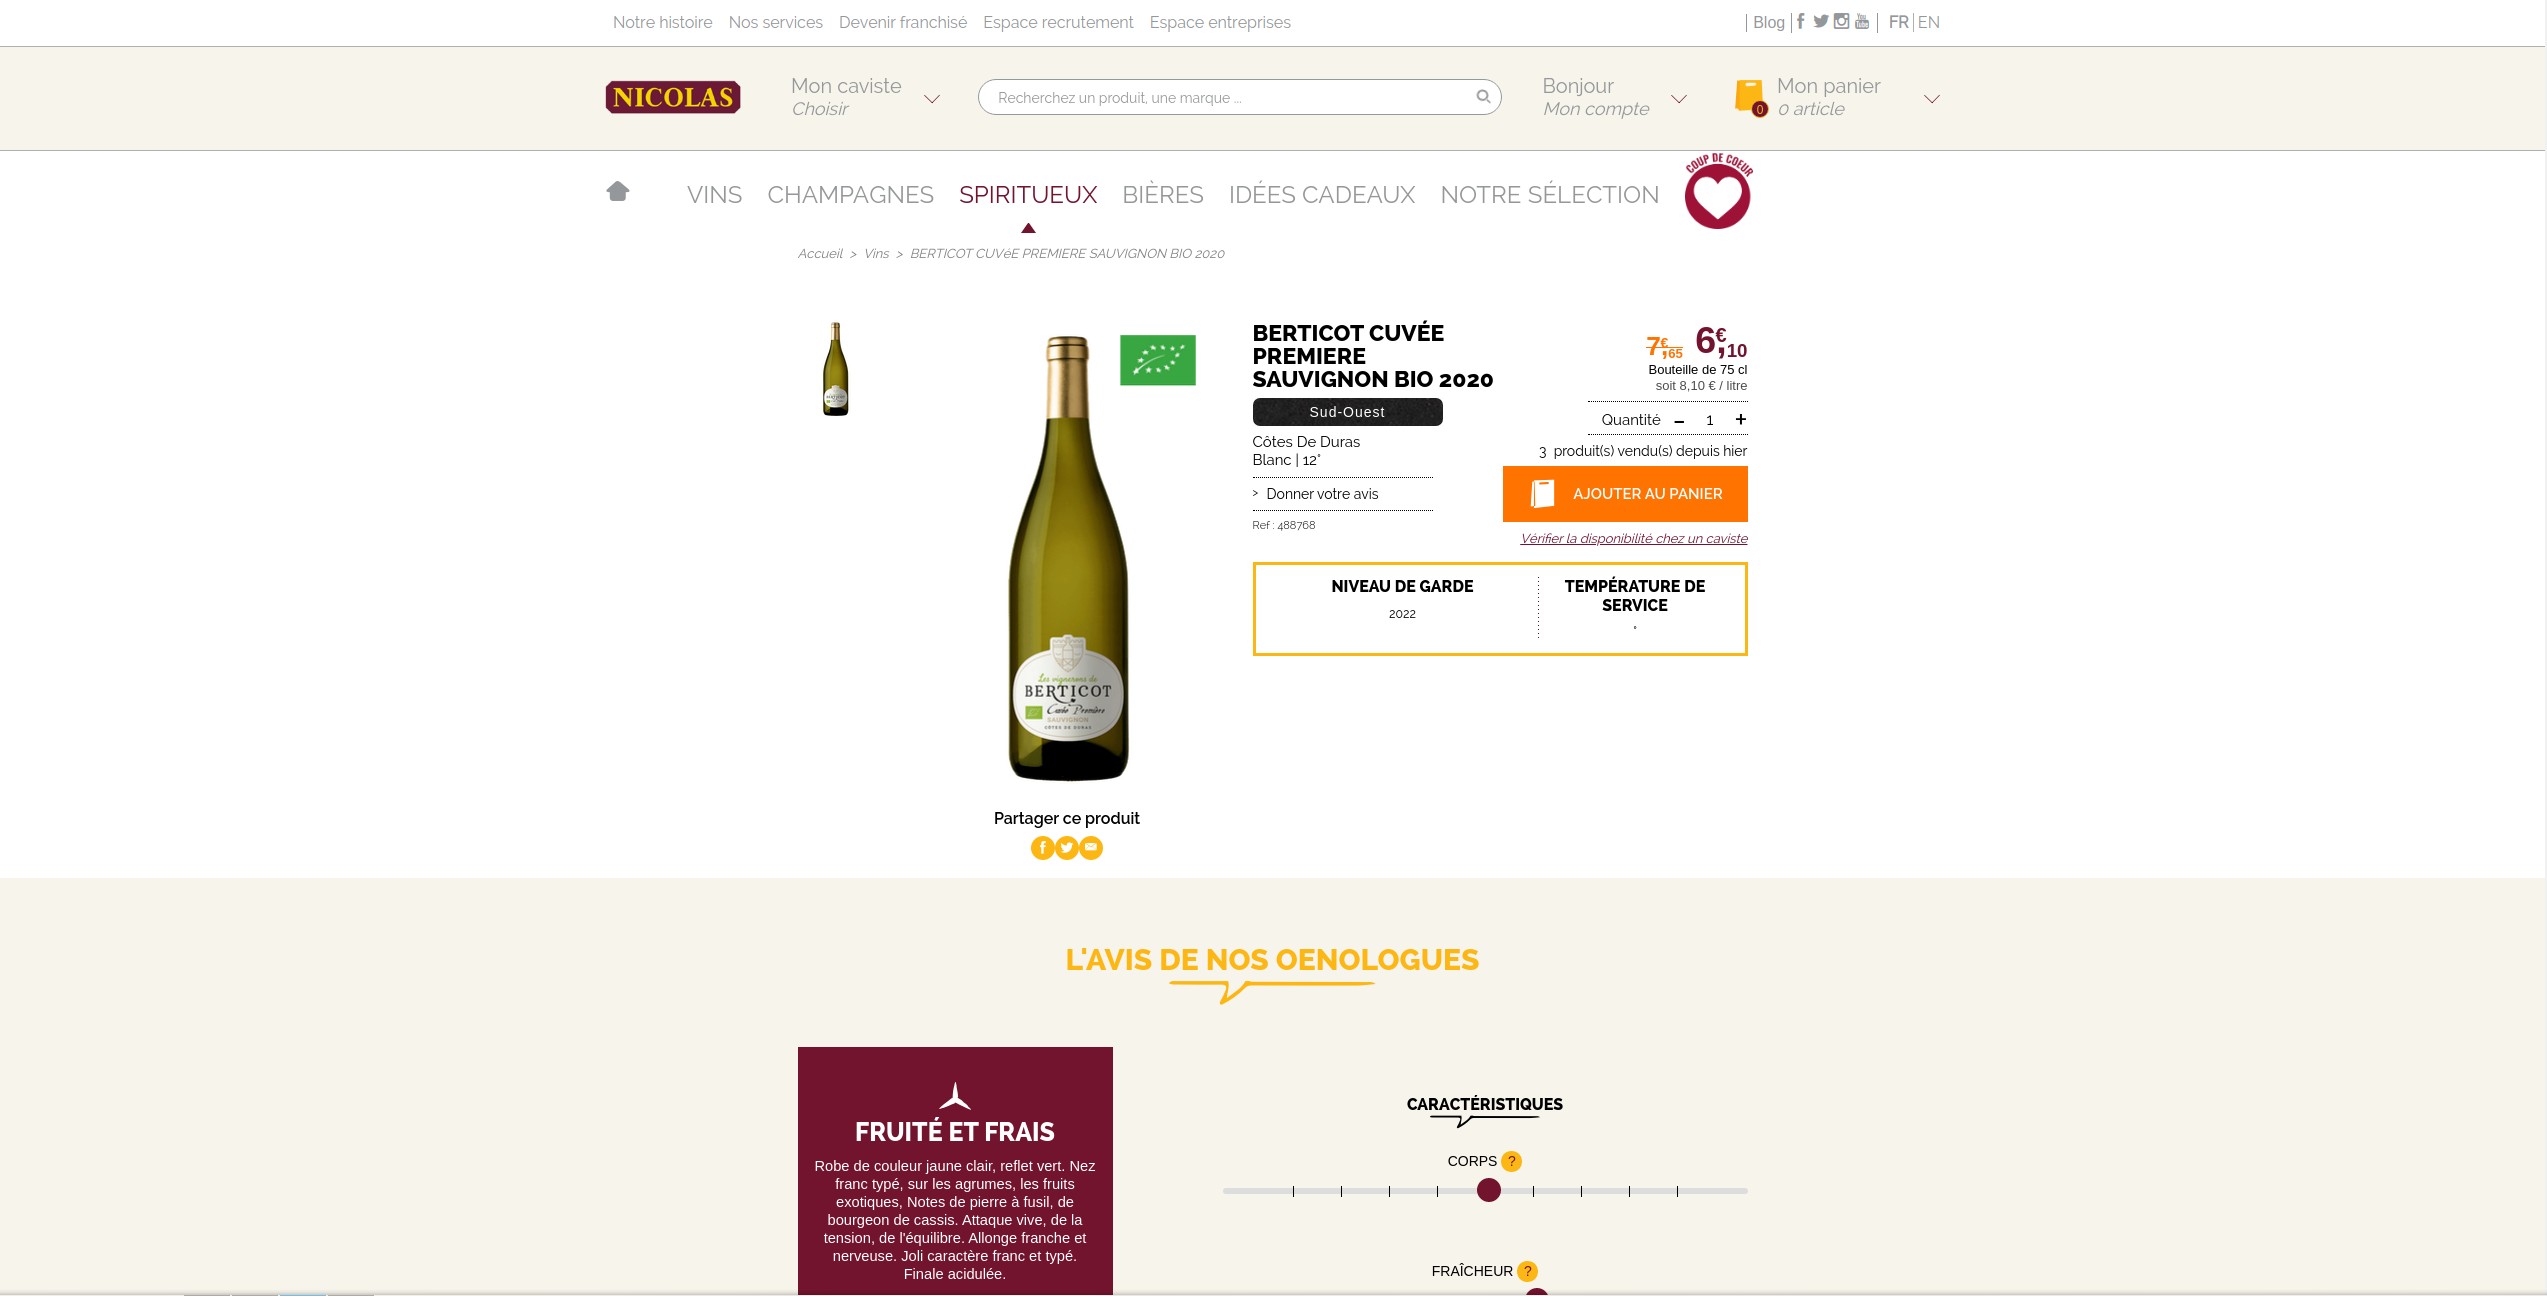 Notre histoire Nos services Devenir franchisé Espace recrutement Espace entreprises
Blog FR EN
NICOLAS
Mon caviste
Choisir
Recherchez un produit, une marque ...
Bonjour
Mon compte
0
Mon panier
0 article
VINS CHAMPAGNES SPIRITUEUX BIÈRES IDÉES CADEAUX NOTRE SÉLECTION
COUP DE COEUR
Accueil > Vins > BERTICOT CUVéE PREMIERE SAUVIGNON BIO 2020
BERTICOT CUVÉE
PREMIERE
SAUVIGNON BIO 2020
Sud-Ouest
Côtes De Duras
Blanc | 12°
> Donner votre avis
Ref : 488768
7€,65 6€,10
Bouteille de 75 cl
soit 8,10 € / litre
Quantité – 1 +
3 produit(s) vendu(s) depuis hier
AJOUTER AU PANIER
Vérifier la disponibilité chez un caviste
NIVEAU DE GARDE
2022
TEMPÉRATURE DE
SERVICE
°
Les vignerons de
BERTICOT
Cuvée Première
SAUVIGNON
CÔTES DE DURAS
Partager ce produit
L'AVIS DE NOS OENOLOGUES
FRUITÉ ET FRAIS
Robe de couleur jaune clair, reflet vert. Nez
franc typé, sur les agrumes, les fruits
exotiques, Notes de pierre à fusil, de
bourgeon de cassis. Attaque vive, de la
tension, de l'équilibre. Allonge franche et
nerveuse. Joli caractère franc et typé.
Finale acidulée.
CARACTÉRISTIQUES
CORPS ?
FRAÎCHEUR ?